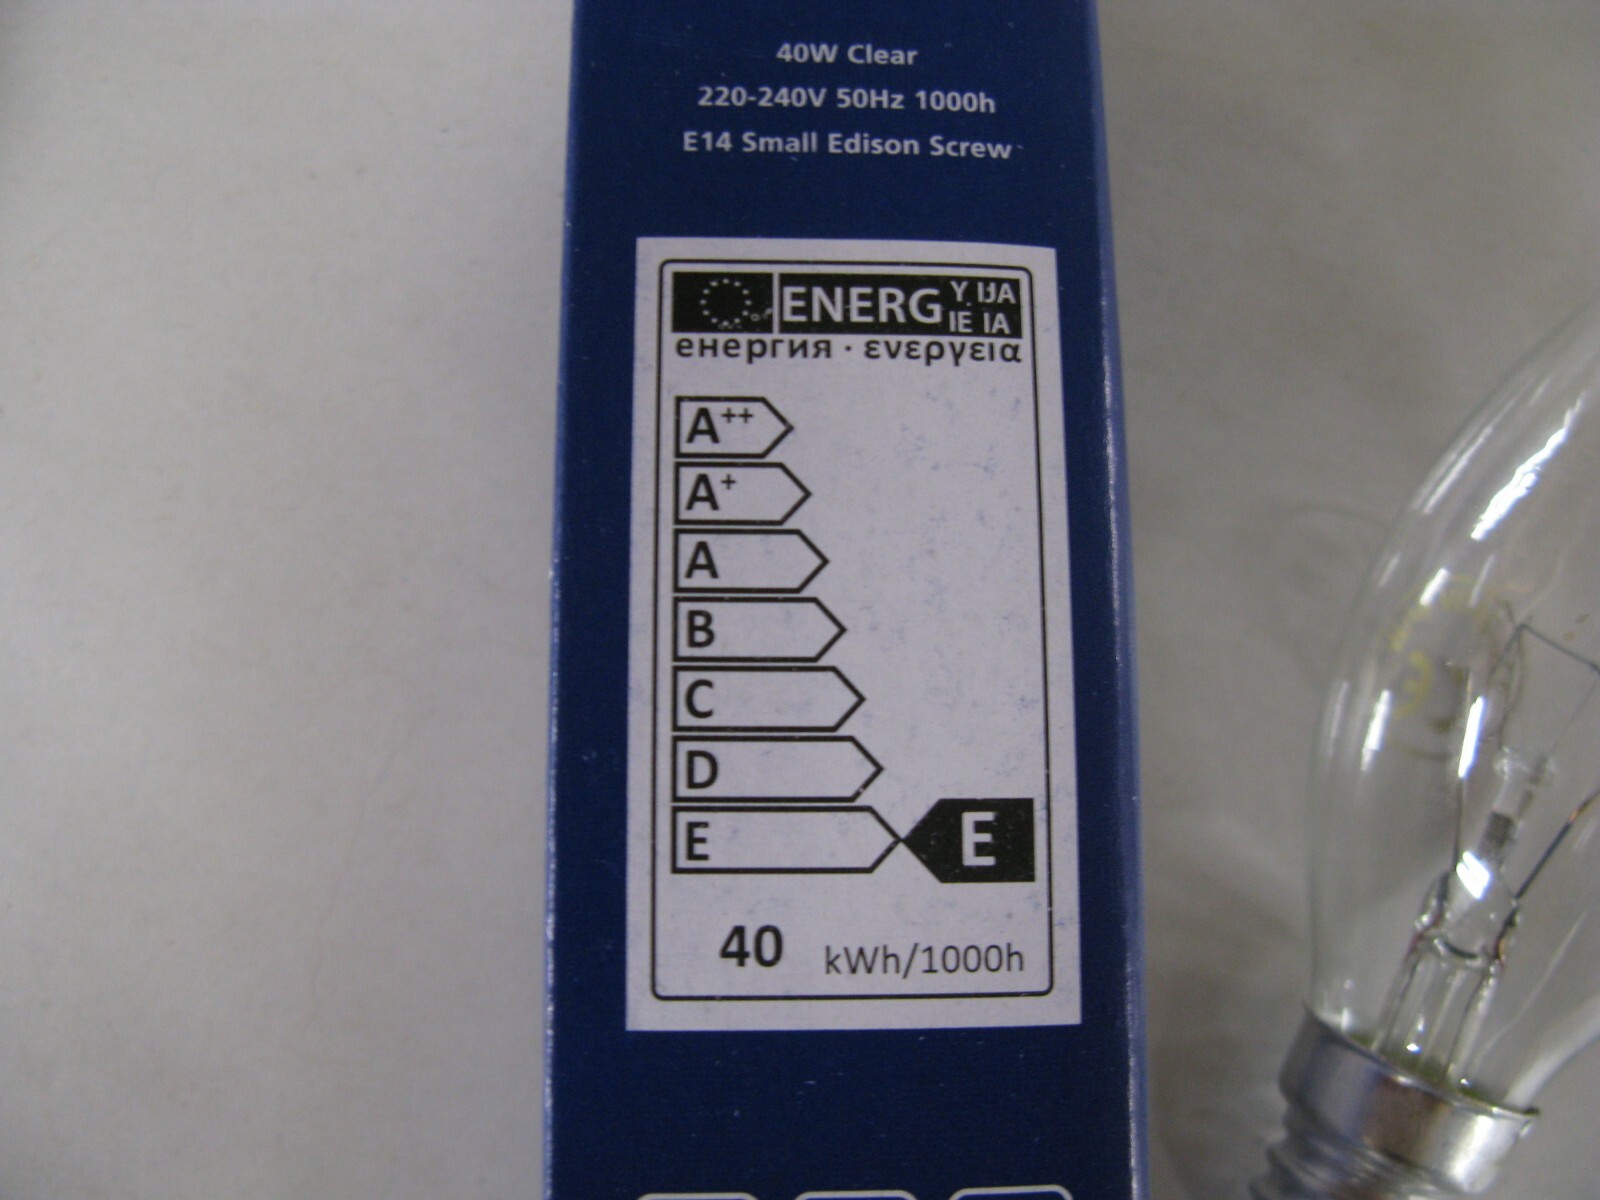 40W Clear
220-240V 50Hz 1000h
E14 Small Edison Screw
ENERG Y IJA
IE IA
енергия · ενεργεια
A++
A+
A
B
C
D
E E
40 kWh/1000h